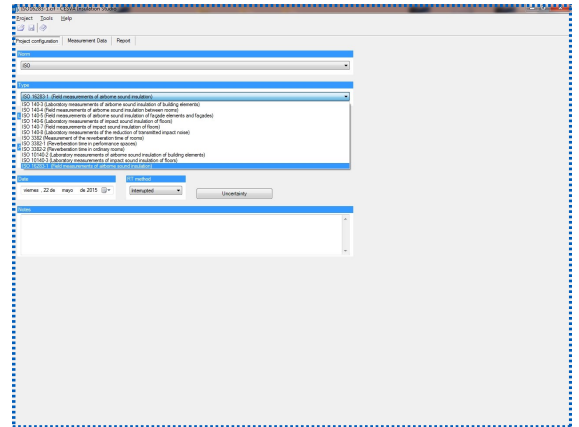 ISO16283-1.cif - CESVA Insulation Studio
Project Tools Help
Project configuration Measurement Data Report
Norm
ISO
Type
ISO 16283-1 (Field measurements of airborne sound insulation)
ISO 140-3 (Laboratory measurements of airborne sound insulation of building elements)
ISO 140-4 (Field measurements of airborne sound insulation between rooms)
ISO 140-5 (Field measurements of airborne sound insulation of façade elements and façades)
ISO 140-6 (Laboratory measurements of impact sound insulation of floors)
ISO 140-7 (Field measurements of impact sound insulation of floors)
ISO 140-8 (Laboratory measurements of the reduction of transmitted impact noise)
ISO 3382 (Measurement of the reverberation time of rooms)
ISO 3382-1 (Reverberation time in performance spaces)
ISO 3382-2 (Reverberation time in ordinary rooms)
ISO 10140-2 (Laboratory measurements of airborne sound insulation of building elements)
ISO 10140-3 (Laboratory measurements of impact sound insulation of floors)
ISO 16283-1 (Field measurements of airborne sound insulation)
Date RT method
viernes , 22 de mayo de 2015 Interrupted Uncertainty
Notes